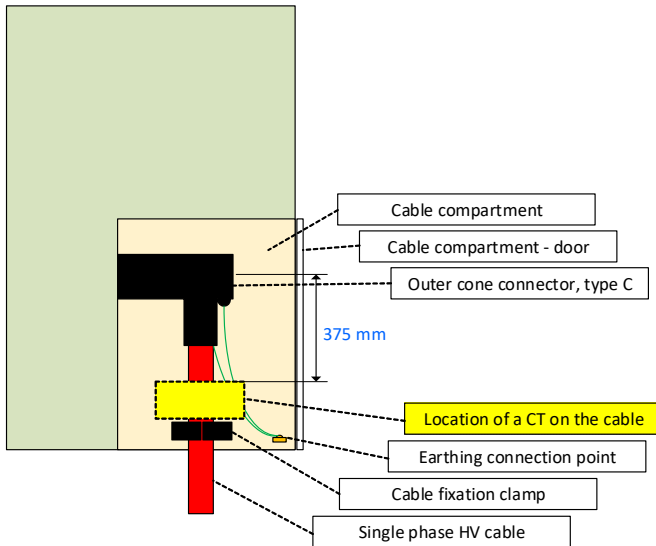 Cable compartment
Cable compartment - door
Outer cone connector, type C
375 mm
Location of a CT on the cable
Earthing connection point
Cable fixation clamp
Single phase HV cable